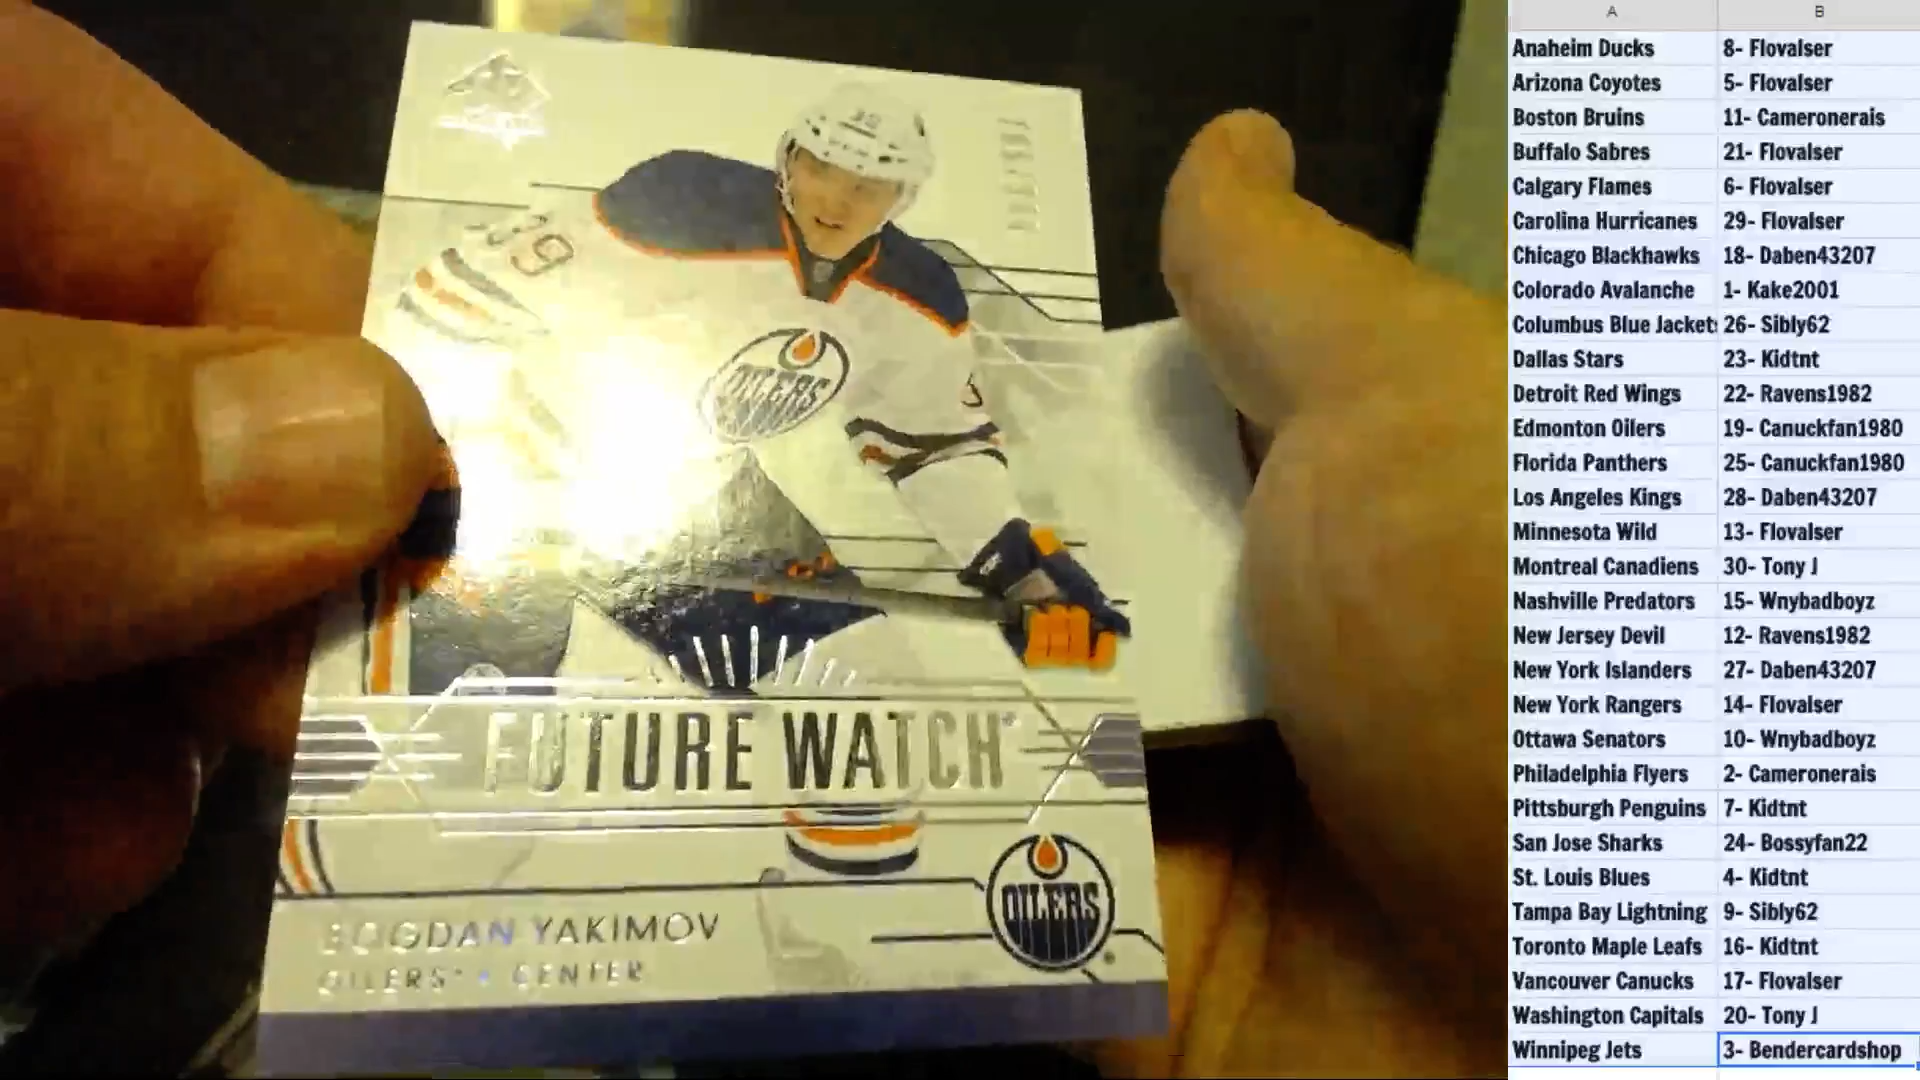 39
OILERS
FUTURE WATCH
BOGDAN YAKIMOV
OILERS • CENTER
OILERS
A B
Anaheim Ducks 8- Flovalser
Arizona Coyotes 5- Flovalser
Boston Bruins 11- Cameronerais
Buffalo Sabres 21- Flovalser
Calgary Flames 6- Flovalser
Carolina Hurricanes 29- Flovalser
Chicago Blackhawks 18- Daben43207
Colorado Avalanche 1- Kake2001
Columbus Blue Jackets 26- Sibly62
Dallas Stars 23- Kidtnt
Detroit Red Wings 22- Ravens1982
Edmonton Oilers 19- Canuckfan1980
Florida Panthers 25- Canuckfan1980
Los Angeles Kings 28- Daben43207
Minnesota Wild 13- Flovalser
Montreal Canadiens 30- Tony J
Nashville Predators 15- Wnybadboyz
New Jersey Devil 12- Ravens1982
New York Islanders 27- Daben43207
New York Rangers 14- Flovalser
Ottawa Senators 10- Wnybadboyz
Philadelphia Flyers 2- Cameronerais
Pittsburgh Penguins 7- Kidtnt
San Jose Sharks 24- Bossyfan22
St. Louis Blues 4- Kidtnt
Tampa Bay Lightning 9- Sibly62
Toronto Maple Leafs 16- Kidtnt
Vancouver Canucks 17- Flovalser
Washington Capitals 20- Tony J
Winnipeg Jets 3- Bendercardshop